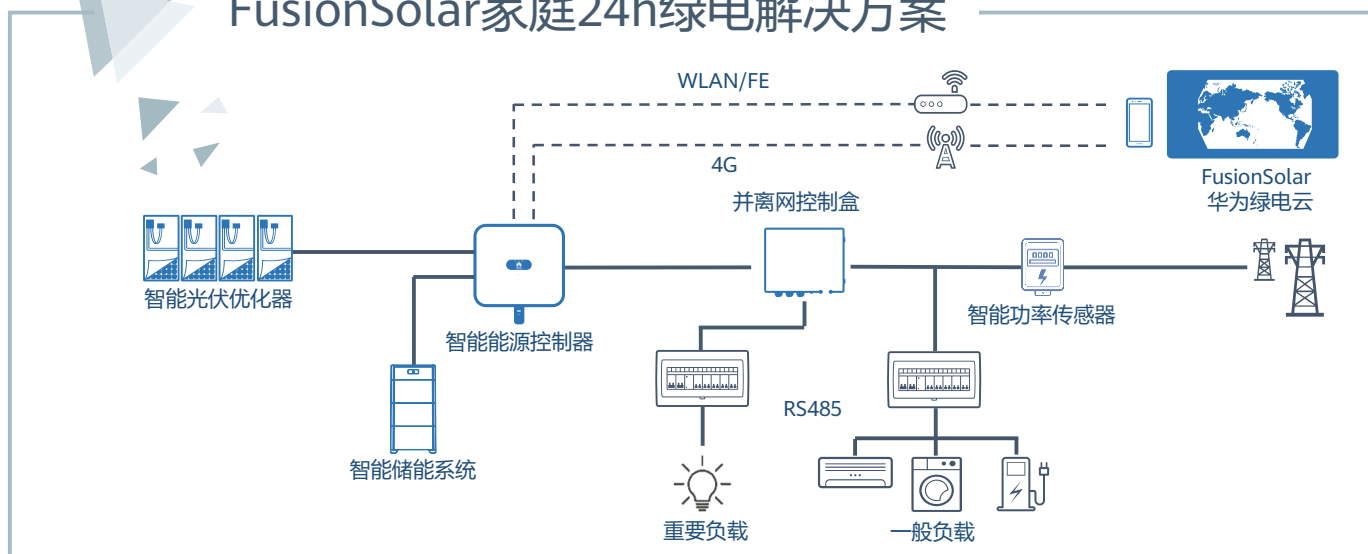 FusionSolar家庭24h绿电解决方案
WLAN/FE
4G
FusionSolar
华为绿电云
并离网控制盒
智能光伏优化器
智能能源控制器
智能功率传感器
RS485
智能储能系统
重要负载
一般负载